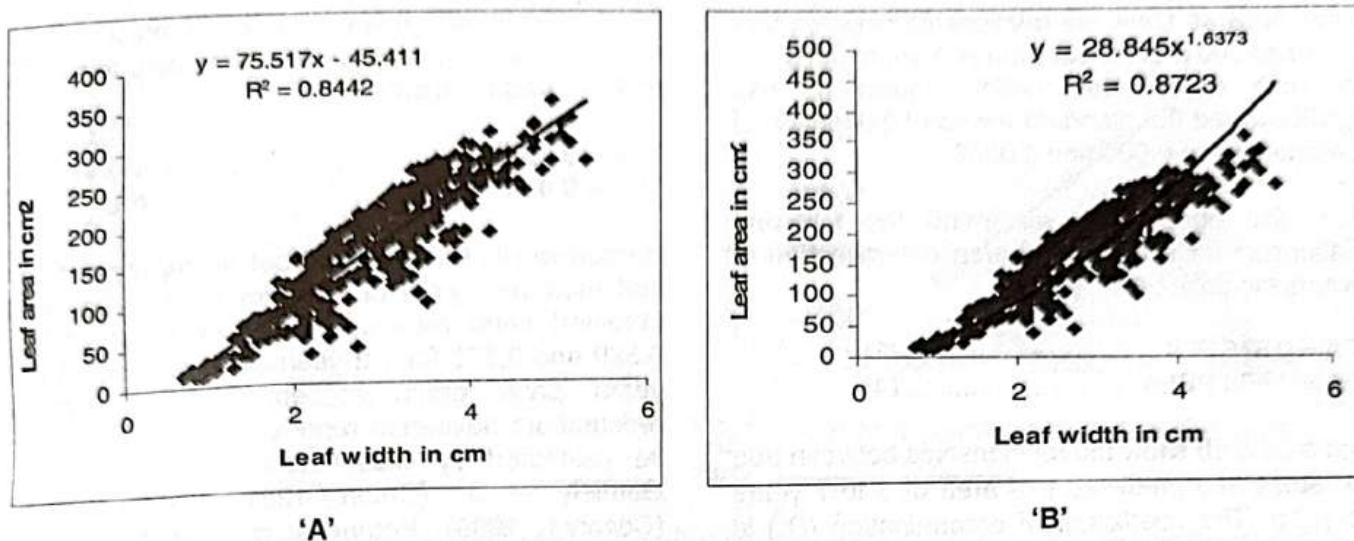 y = 75.517x - 45.411
R² = 0.8442
400
350
300
250
200
150
100
50
0
Leaf area in cm2
0 2 4 6
Leaf width in cm
'A'
y = 28.845x^1.6373
R² = 0.8723
500
450
400
350
300
250
200
150
100
50
0
Leaf area in cm²
0 2 4 6
Leaf width in cm
'B'